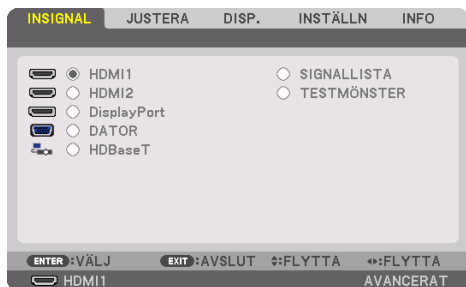 INSIGNAL JUSTERA DISP. INSTÄLLN INFO
HDMI1 SIGNALLISTA
HDMI2 TESTMÖNSTER
DisplayPort
DATOR
HDBaseT
ENTER:VÄLJ EXIT:AVSLUT :FLYTTA :FLYTTA
HDMI1 AVANCERAT